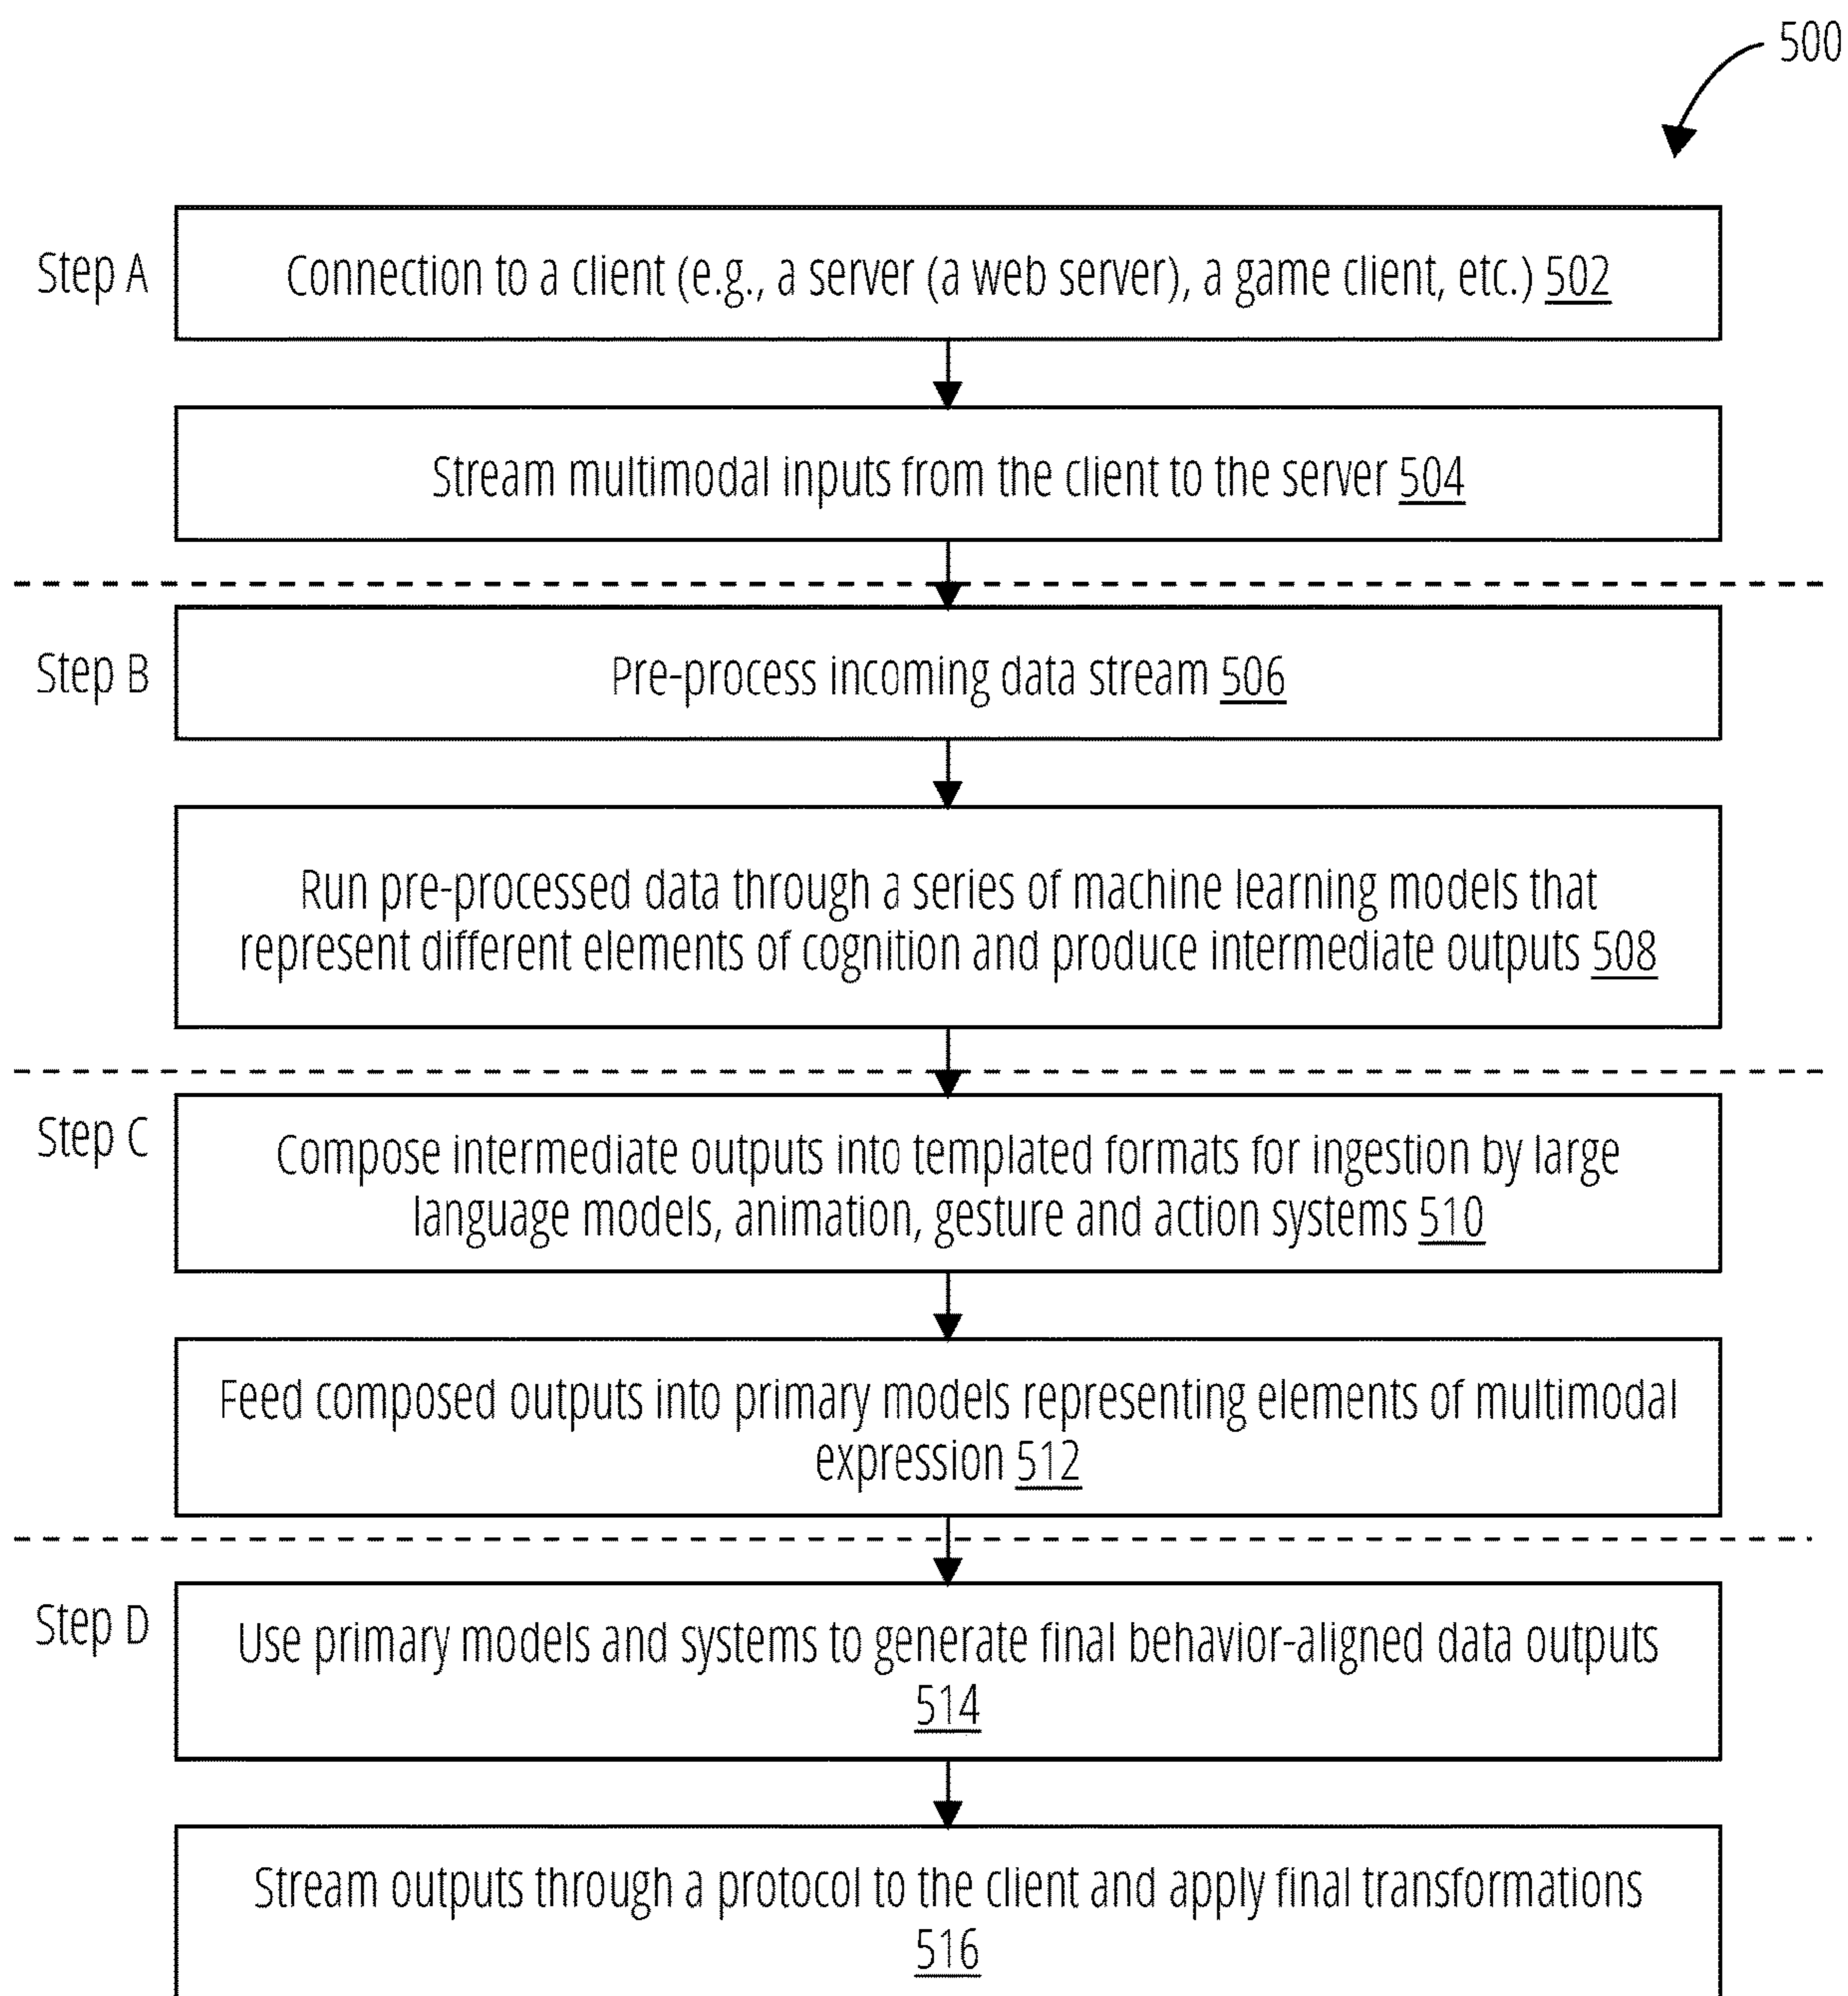 500
Step A
Connection to a client (e.g., a server (a web server), a game client, etc.) 502
Stream multimodal inputs from the client to the server 504
Step B
Pre-process incoming data stream 506
Run pre-processed data through a series of machine learning models that
represent different elements of cognition and produce intermediate outputs 508
Step C
Compose intermediate outputs into templated formats for ingestion by large
language models, animation, gesture and action systems 510
Feed composed outputs into primary models representing elements of multimodal
expression 512
Step D
Use primary models and systems to generate final behavior-aligned data outputs
514
Stream outputs through a protocol to the client and apply final transformations
516